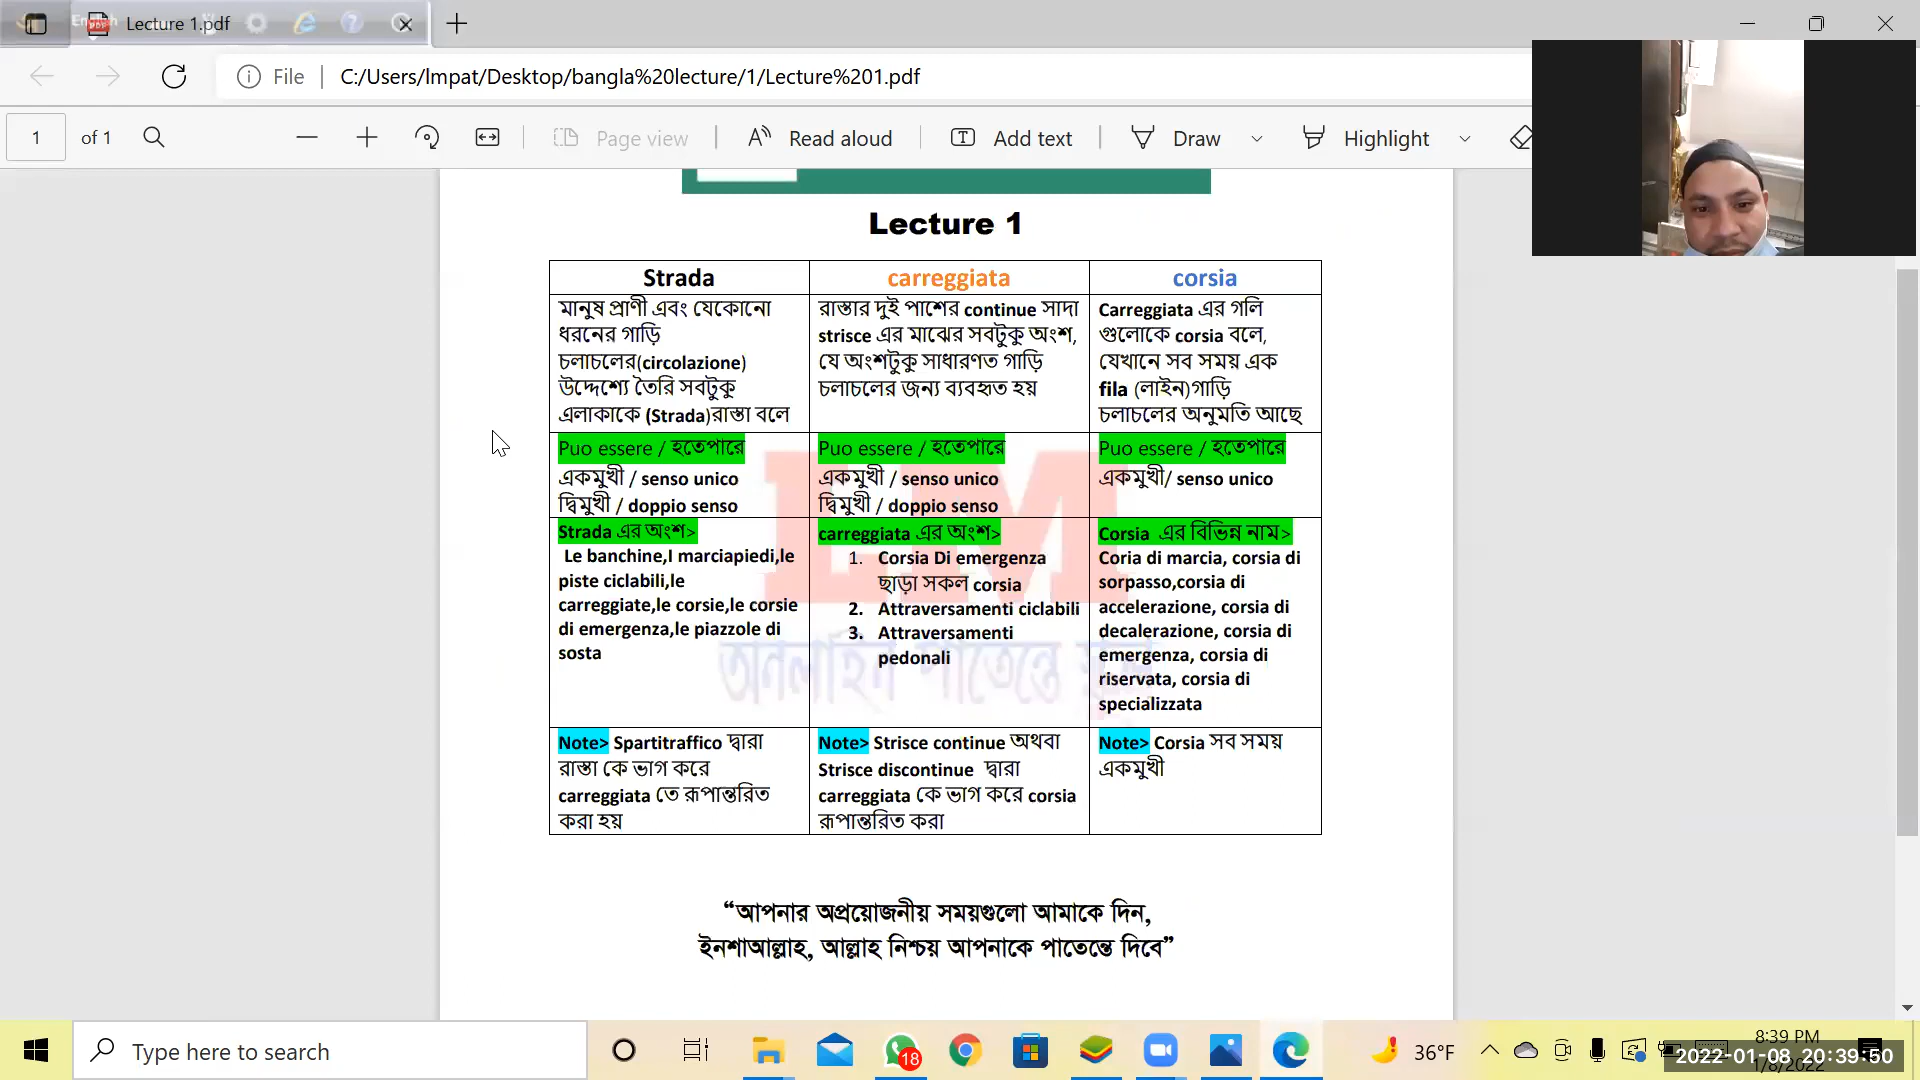 Lecture 1.pdf
File
C:/Users/Impat/Desktop/bangla%20lecture/1/Lecture%201.pdf
1 of 1
Page view
Read aloud
Add text
Draw
Highlight
Lecture 1
Strada
মানুষ প্রাণী এবং যেকোনো
ধরনের গাড়ি
চলাচলের(circolazione)
উদ্দেশ্যে তৈরি সবটুকু
এলাকাকে (Strada)রাস্তা বলে
carreggiata
রাস্তার দুই পাশের continue সাদা
strisce এর মাঝের সবটুকু অংশ,
যে অংশটুকু সাধারণত গাড়ি
চলাচলের জন্য ব্যবহৃত হয়
corsia
Carreggiata এর গলি
গুলোকে corsia বলে,
যেখানে সব সময় এক
fila (লাইন)গাড়ি
চলাচলের অনুমতি আছে
Puo essere / হতেপারে
একমুখী / senso unico
দ্বিমুখী / doppio senso
Puo essere / হতেপারে
একমুখী / senso unico
দ্বিমুখী / doppio senso
Puo essere / হতেপারে
একমুখী/ senso unico
Strada এর অংশ>
Le banchine,I marciapiedi,le
piste ciclabili,le
carreggiate,le corsie,le corsie
di emergenza,le piazzole di
sosta
carreggiata এর অংশ>
1. Corsia Di emergenza
ছাড়া সকল corsia
2. Attraversamenti ciclabili
3. Attraversamenti
pedonali
Corsia এর বিভিন্ন নাম>
Coria di marcia, corsia di
sorpasso,corsia di
accelerazione, corsia di
decalerazione, corsia di
emergenza, corsia di
riservata, corsia di
specializzata
Note> Spartitraffico দ্বারা
রাস্তা কে ভাগ করে
carreggiata তে রূপান্তরিত
করা হয়
Note> Strisce continue অথবা
Strisce discontinue দ্বারা
carreggiata কে ভাগ করে corsia
রূপান্তরিত করা
Note> Corsia সব সময়
একমুখী
LM
অনলাইন পাতেন্তে স্কুল
“আপনার অপ্রয়োজনীয় সময়গুলো আমাকে দিন,
ইনশাআল্লাহ, আল্লাহ নিশ্চয় আপনাকে পাতেন্তে দিবে”
Type here to search
18
36°F
8:39 PM
1/8/2022
2022-01-08 20:39:50